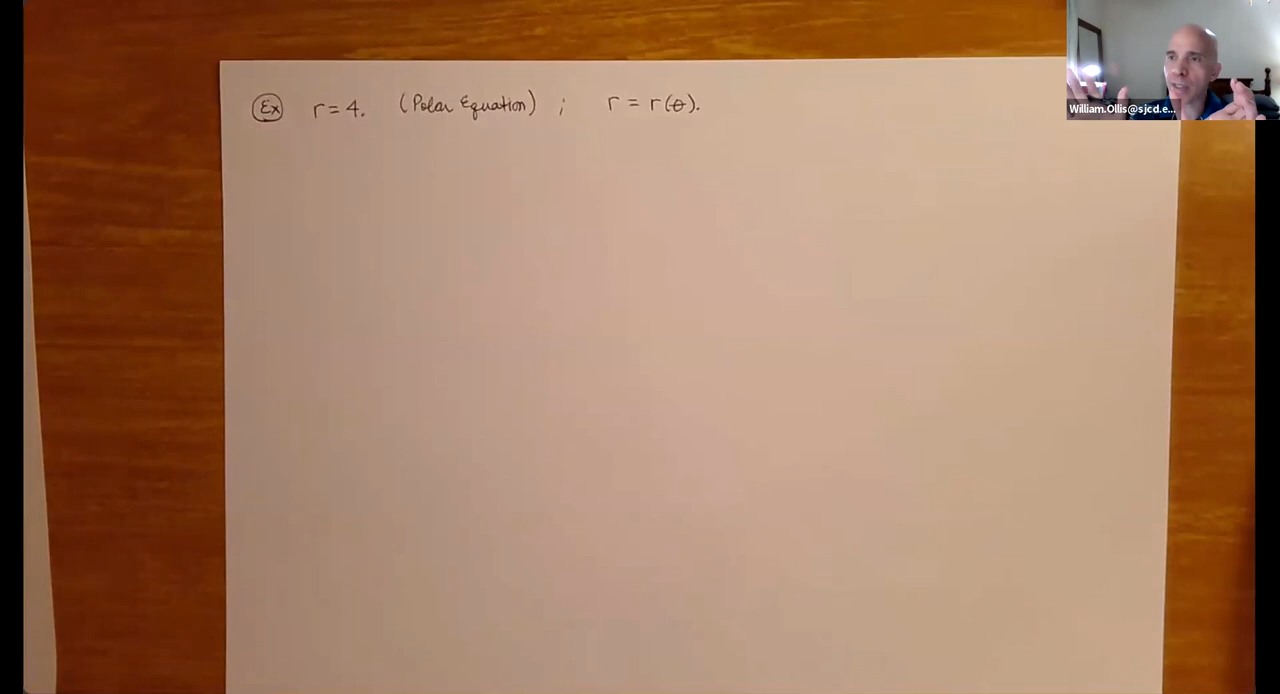 Ex r = 4. (Polar Equation) ; r = r(θ).
William.Ollis@sjcd.e...